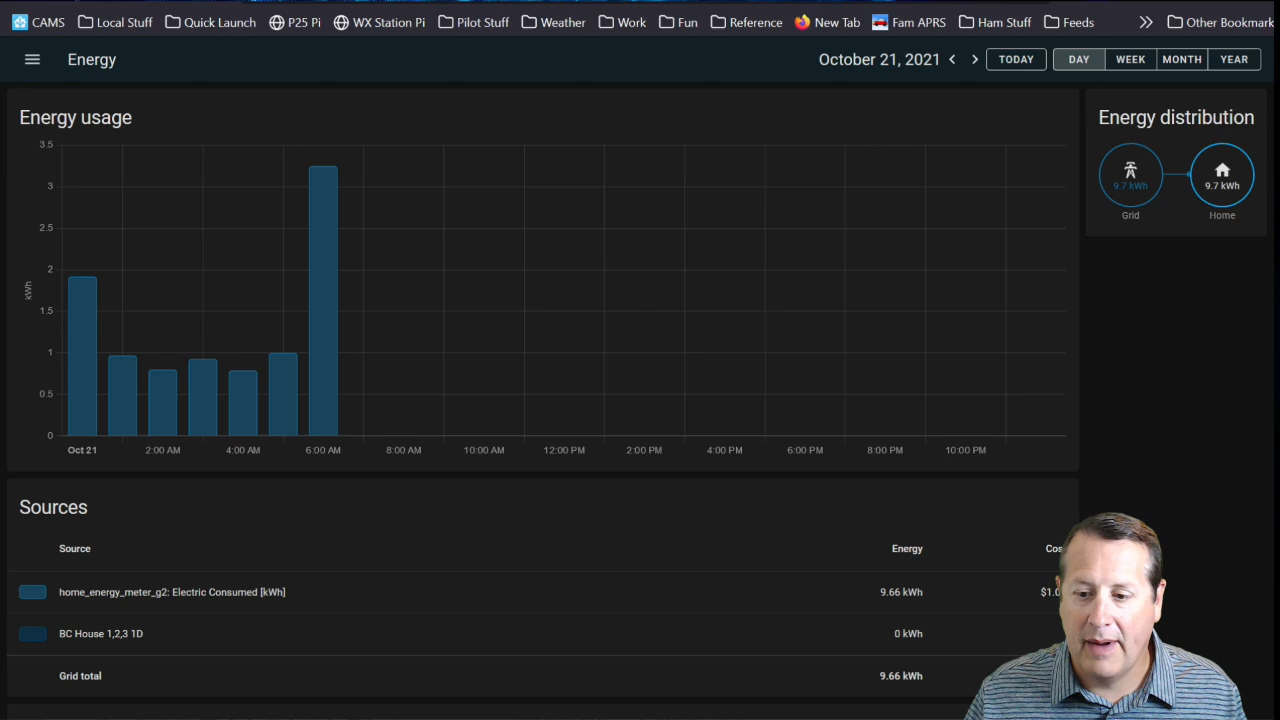 CAMS Local Stuff Quick Launch P25 Pi WX Station Pi Pilot Stuff Weather Work Fun Reference New Tab Fam APRS Ham Stuff Feeds Other Bookmark
Energy October 21, 2021 TODAY DAY WEEK MONTH YEAR
Energy usage
3.5
3
2.5
2
1.5
1
0.5
0
kWh
Oct 21 2:00 AM 4:00 AM 6:00 AM 8:00 AM 10:00 AM 12:00 PM 2:00 PM 4:00 PM 6:00 PM 8:00 PM 10:00 PM
Energy distribution
9.7 kWh 9.7 kWh
Grid Home
Sources
Source Energy Cos
home_energy_meter_g2: Electric Consumed [kWh] 9.66 kWh $1.0
BC House 1,2,3 1D 0 kWh
Grid total 9.66 kWh